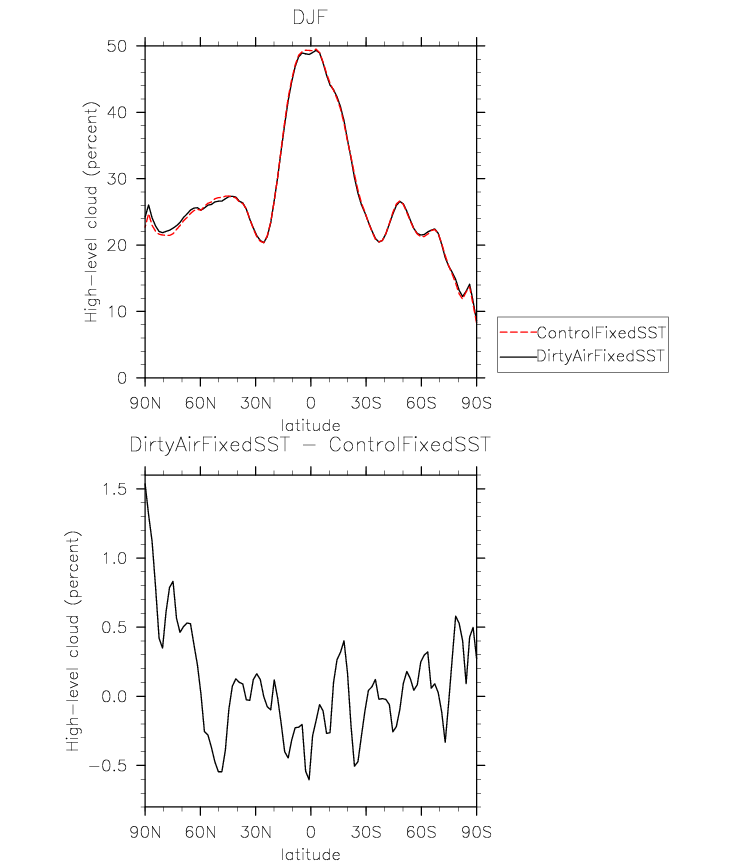 DJF
50
40
30
20
10
0
High-level cloud (percent)
90N 60N 30N 0 30S 60S 90S
latitude
ControlFixedSST
DirtyAirFixedSST
DirtyAirFixedSST - ControlFixedSST
1.5
1.0
0.5
0.0
-0.5
High-level cloud (percent)
90N 60N 30N 0 30S 60S 90S
latitude